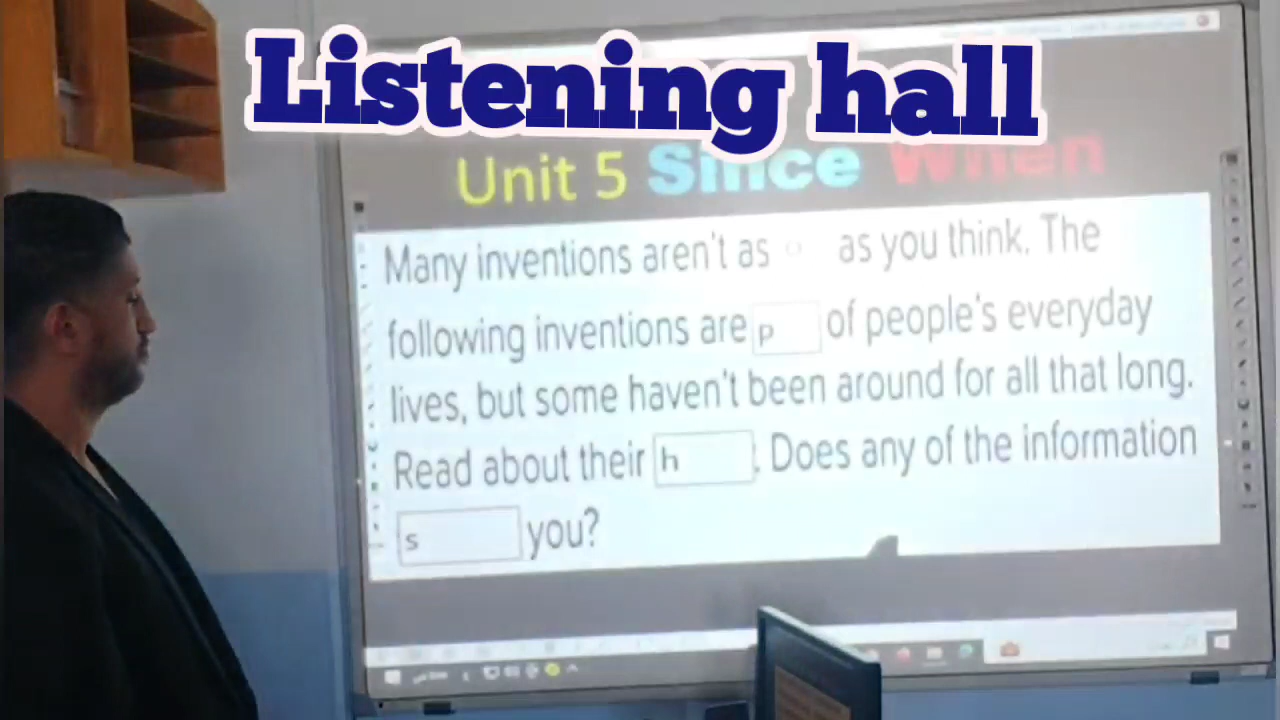 Listening hall
Unit 5 Since When
Many inventions aren't as o as you think. The
following inventions are p of people's everyday
lives, but some haven't been around for all that long.
Read about their h . Does any of the information
s you?